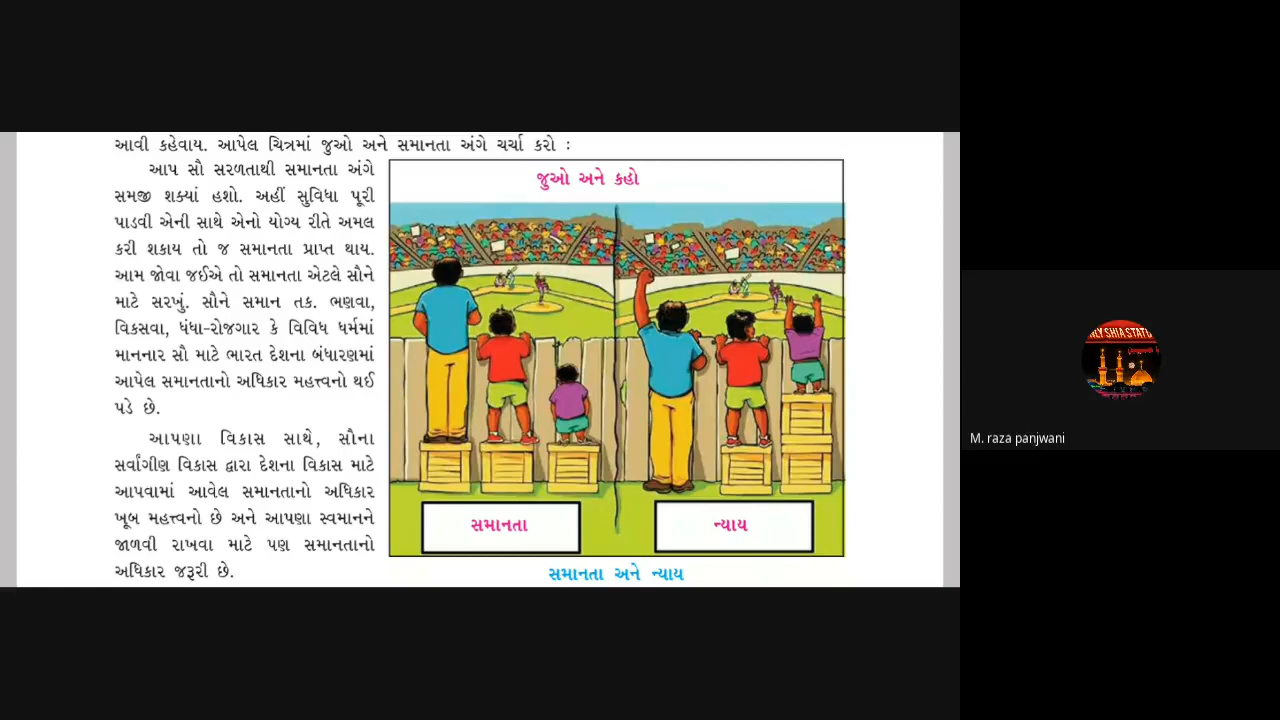 આવી કહેવાય. આપેલ ચિત્રમાં જુઓ અને સમાનતા અંગે ચર્ચા કરો :
આપ સૌ સરળતાથી સમાનતા અંગે
સમજી શક્યાં હશો. અહીં સુવિધા પૂરી
પાડવી એની સાથે એનો યોગ્ય રીતે અમલ
કરી શકાય તો જ સમાનતા પ્રાપ્ત થાય.
આમ જોવા જઈએ તો સમાનતા એટલે સૌને
માટે સરખું. સૌને સમાન તક. ભણવા,
વિકસવા, ધંધા-રોજગાર કે વિવિધ ધર્મમાં
માનનાર સૌ માટે ભારત દેશના બંધારણમાં
આપેલ સમાનતાનો અધિકાર મહત્ત્વનો થઈ
પડે છે.
આપણા વિકાસ સાથે, સૌના
સર્વાંગીણ વિકાસ દ્વારા દેશના વિકાસ માટે
આપવામાં આવેલ સમાનતાનો અધિકાર
ખૂબ મહત્ત્વનો છે અને આપણા સ્વમાનને
જાળવી રાખવા માટે પણ સમાનતાનો
અધિકાર જરૂરી છે.
જુઓ અને કહો
સમાનતા
ન્યાય
સમાનતા અને ન્યાય
NLY SHIA STATU
M. raza panjwani